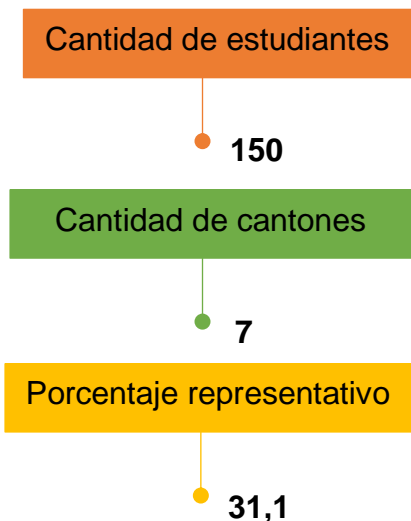 Cantidad de estudiantes
150
Cantidad de cantones
7
Porcentaje representativo
31,1